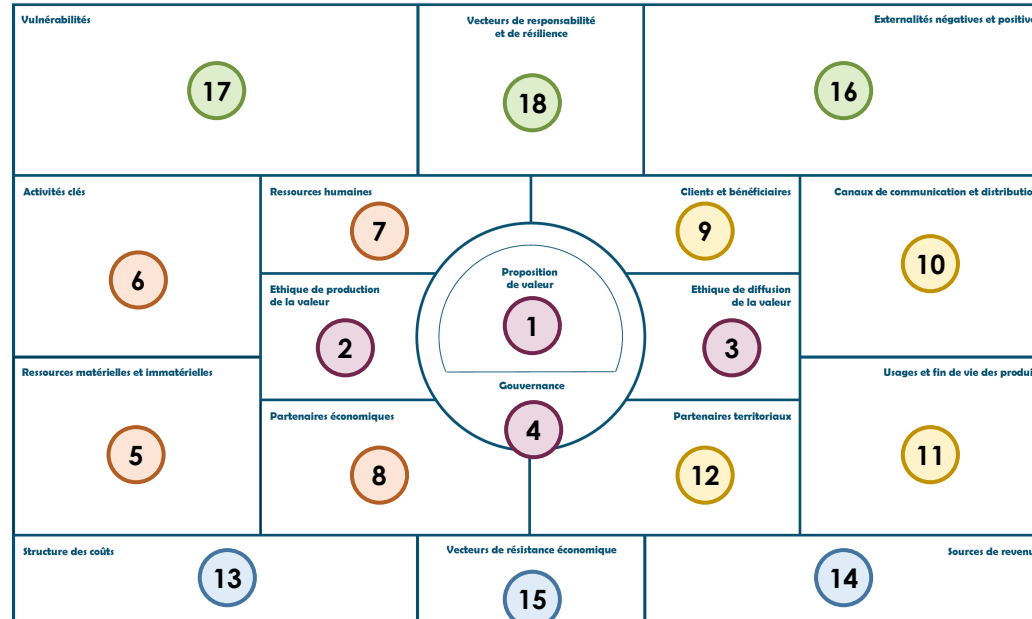 Vulnérabilités
17
Vecteurs de responsabilité
et de résilience
18
Externalités négatives et positive
16
Activités clés
6
Ressources humaines
7
Clients et bénéficiaires
9
Canaux de communication et distributio
10
Ethique de production
de la valeur
2
Proposition
de valeur
1
Ethique de diffusion
de la valeur
3
Gouvernance
4
Ressources matérielles et immatérielles
5
Partenaires économiques
8
Partenaires territoriaux
12
Usages et fin de vie des produi
11
Structure des coûts
13
Vecteurs de résistance économique
15
Sources de revenu
14